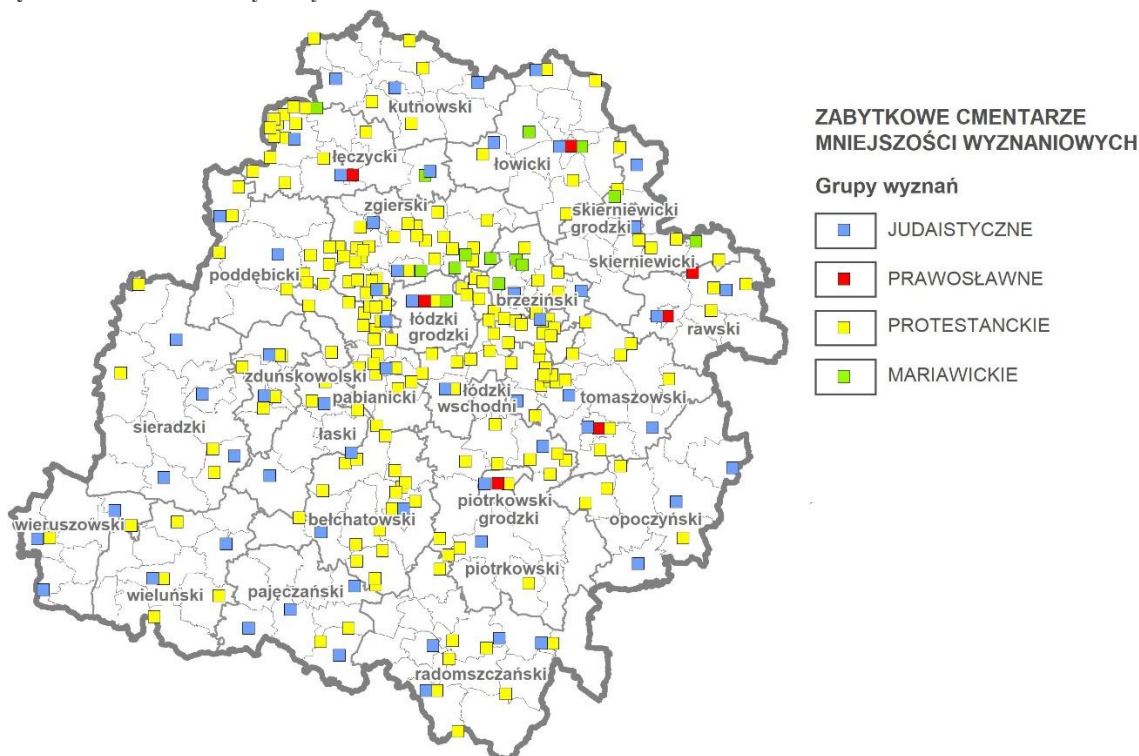 kutnowski
łęczycki
łowicki
zgierski
skierniewicki
grodzki
skierniewicki
poddębicki
brzeziński
łódzki
grodzki
rawski
zduńskowolski
pabianicki
łódzki
wschodni
tomaszowski
sieradzki
łaski
wieruszowski
bełchatowski
piotrkowski
grodzki
opoczyński
piotrkowski
wieluński
pajęczański
radomszczański
ZABYTKOWE CMENTARZE
MNIEJSZOŚCI WYZNANIOWYCH
Grupy wyznań
JUDAISTYCZNE
PRAWOSŁAWNE
PROTESTANCKIE
MARIAWICKIE